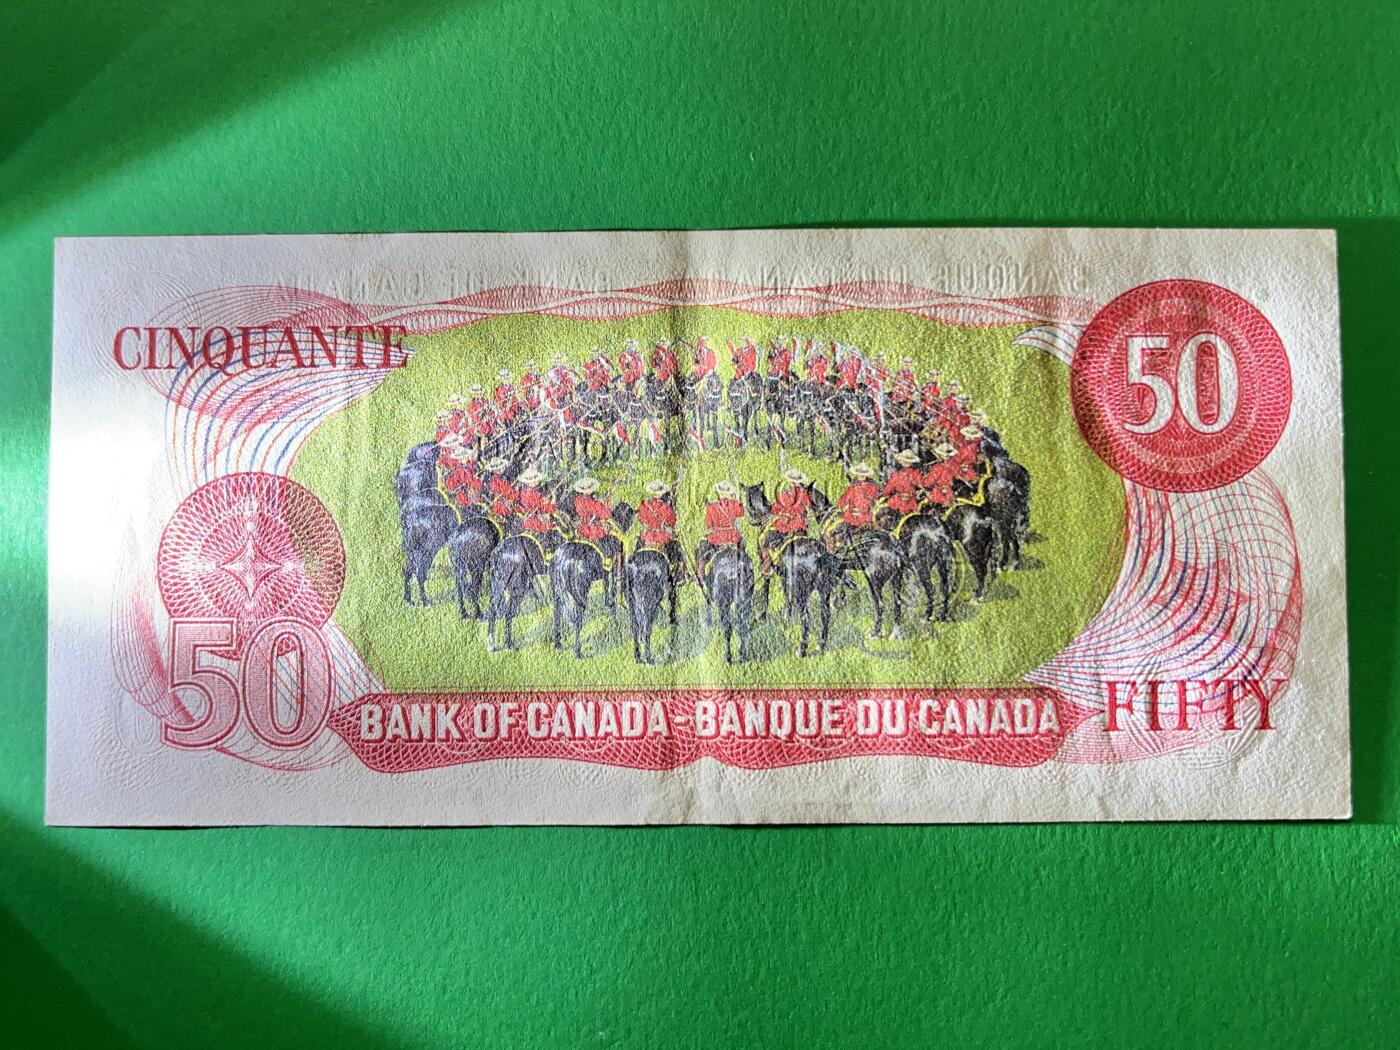 CINQUANTE
50
50
BANK OF CANADA - BANQUE DU CANADA
FIFTY